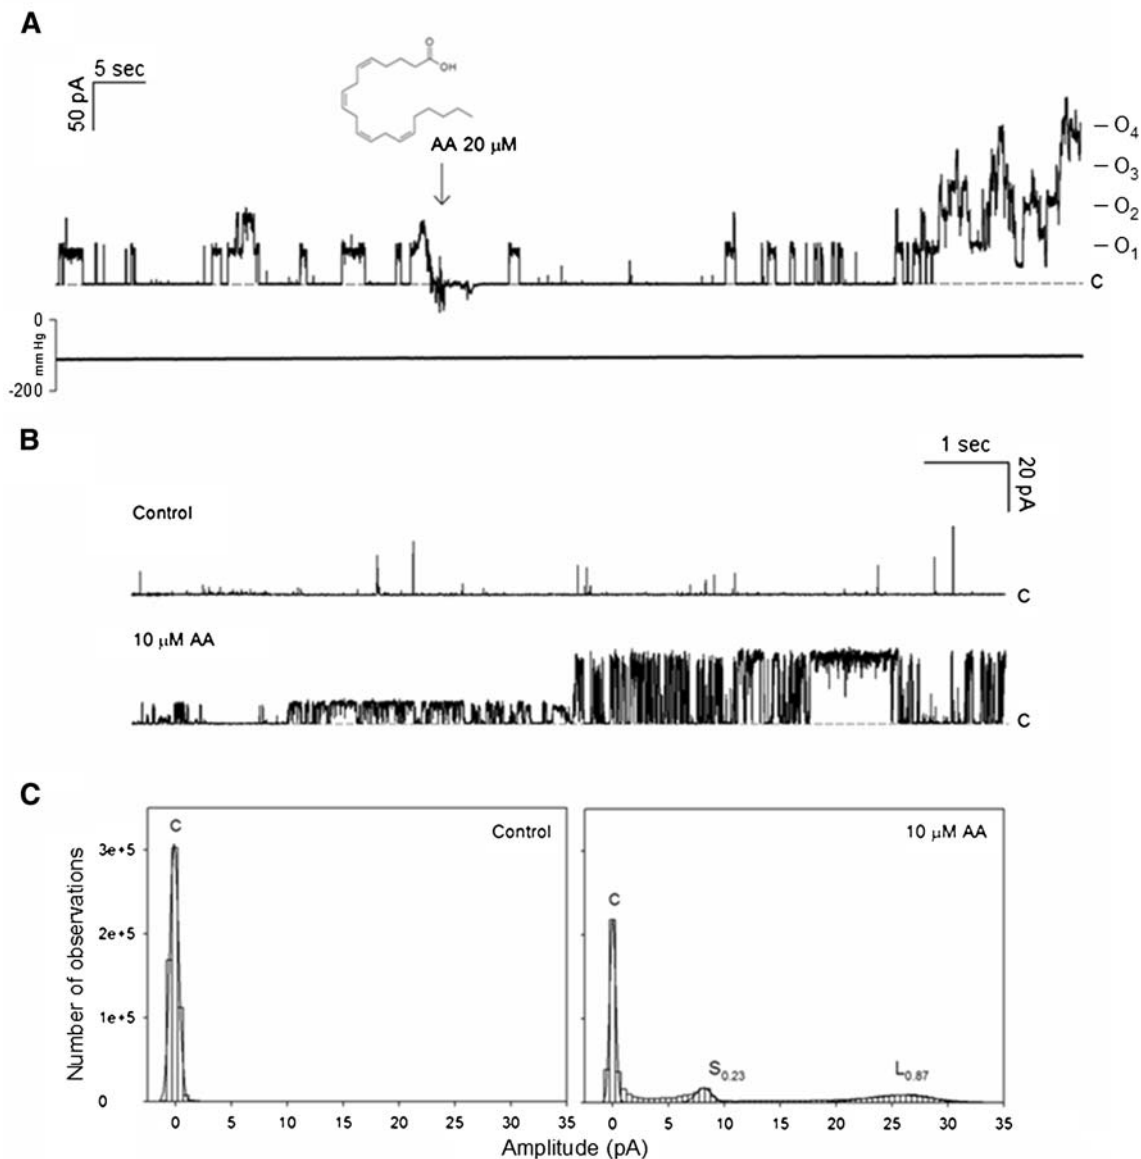 A
5 sec
50 pA
O
OH
AA 20 μM
O4
O3
O2
O1
C
0
mm Hg
-200
B
1 sec
20 pA
Control
C
10 μM AA
C
C
Number of observations
3e+5
2e+5
1e+5
0
C
Control
0 5 10 15 20 25 30 35
C
10 μM AA
S0.23
L0.87
0 5 10 15 20 25 30 35
Amplitude (pA)